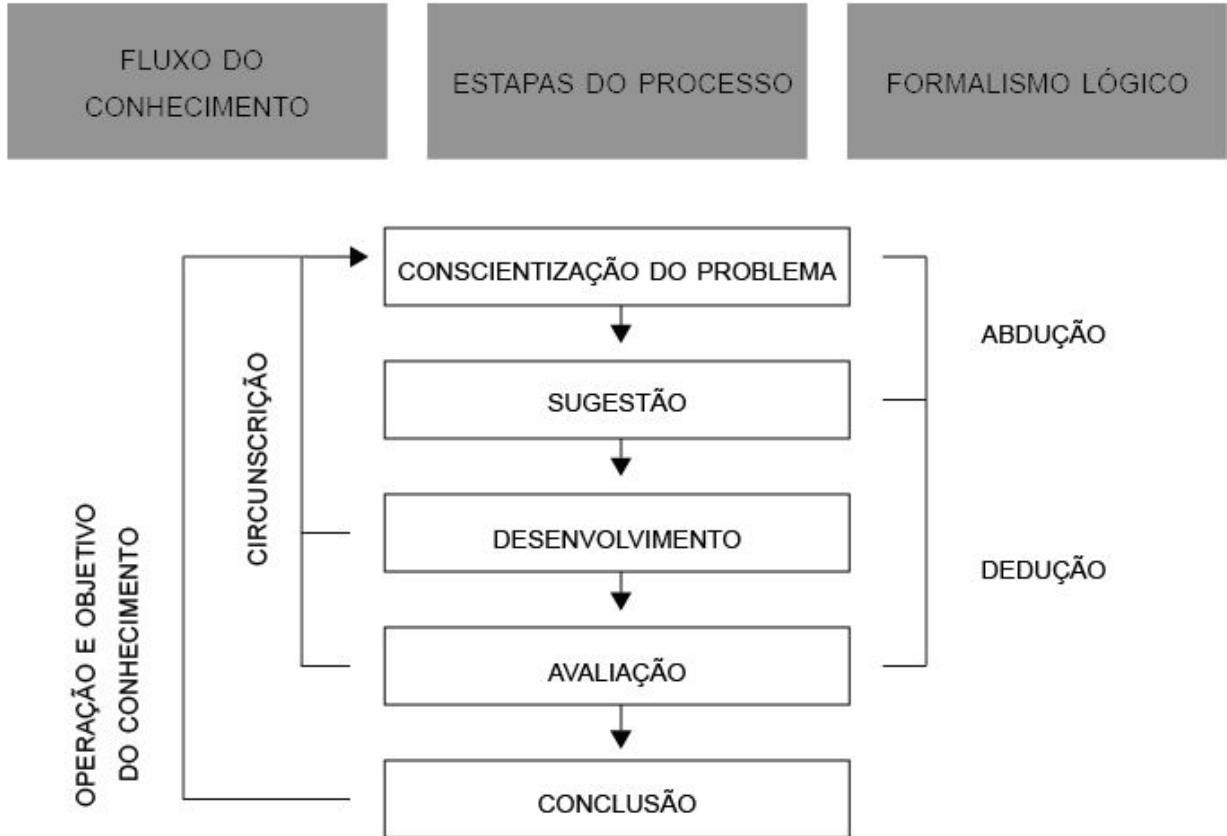 FLUXO DO
CONHECIMENTO
ESTAPAS DO PROCESSO
FORMALISMO LÓGICO
CONSCIENTIZAÇÃO DO PROBLEMA
SUGESTÃO
DESENVOLVIMENTO
AVALIAÇÃO
CONCLUSÃO
CIRCUNSCRIÇÃO
OPERAÇÃO E OBJETIVO
DO CONHECIMENTO
ABDUÇÃO
DEDUÇÃO